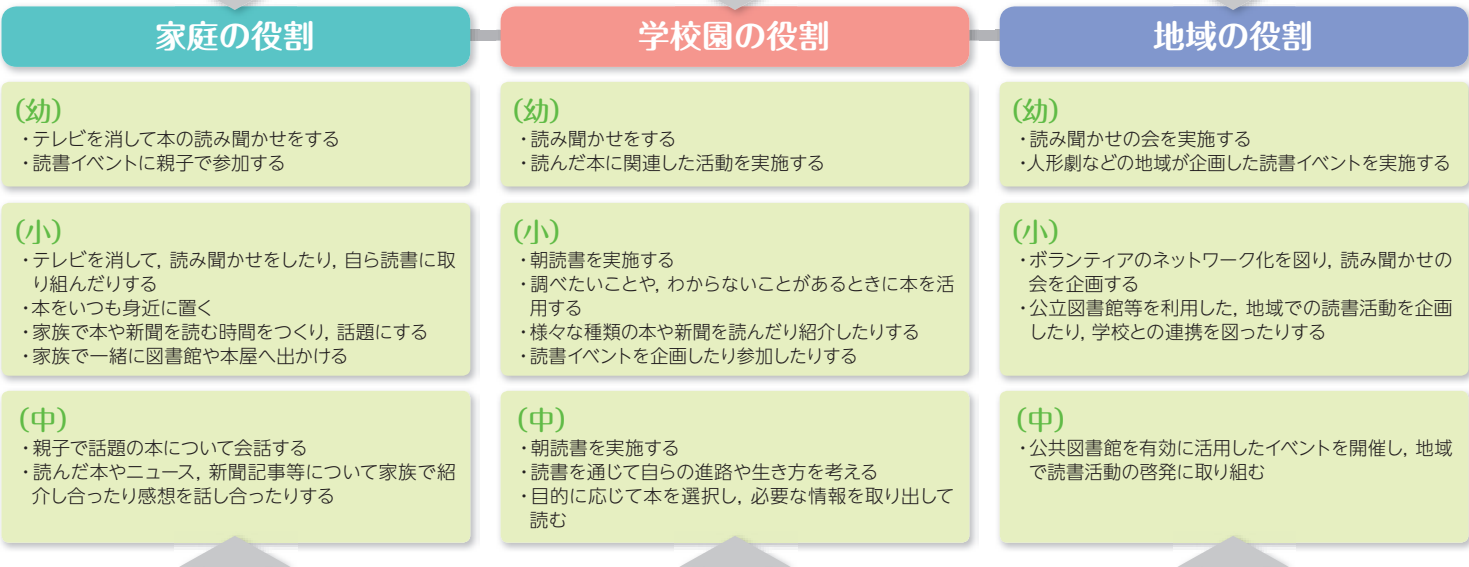 家庭の役割
(幼)
・テレビを消して本の読み聞かせをする
・読書イベントに親子で参加する
(小)
・テレビを消して，読み聞かせをしたり，自ら読書に取
り組んだりする
・本をいつも身近に置く
・家族で本や新聞を読む時間をつくり，話題にする
・家族で一緒に図書館や本屋へ出かける
(中)
・親子で話題の本について会話する
・読んだ本やニュース，新聞記事等について家族で紹
介し合ったり感想を話し合ったりする
学校園の役割
(幼)
・読み聞かせをする
・読んだ本に関連した活動を実施する
(小)
・朝読書を実施する
・調べたいことや，わからないことがあるときに本を活
用する
・様々な種類の本や新聞を読んだり紹介したりする
・読書イベントを企画したり参加したりする
(中)
・朝読書を実施する
・読書を通じて自らの進路や生き方を考える
・目的に応じて本を選択し，必要な情報を取り出して
読む
地域の役割
(幼)
・読み聞かせの会を実施する
・人形劇などの地域が企画した読書イベントを実施する
(小)
・ボランティアのネットワーク化を図り，読み聞かせの
会を企画する
・公立図書館等を利用した，地域での読書活動を企画
したり，学校との連携を図ったりする
(中)
・公共図書館を有効に活用したイベントを開催し，地域
で読書活動の啓発に取り組む